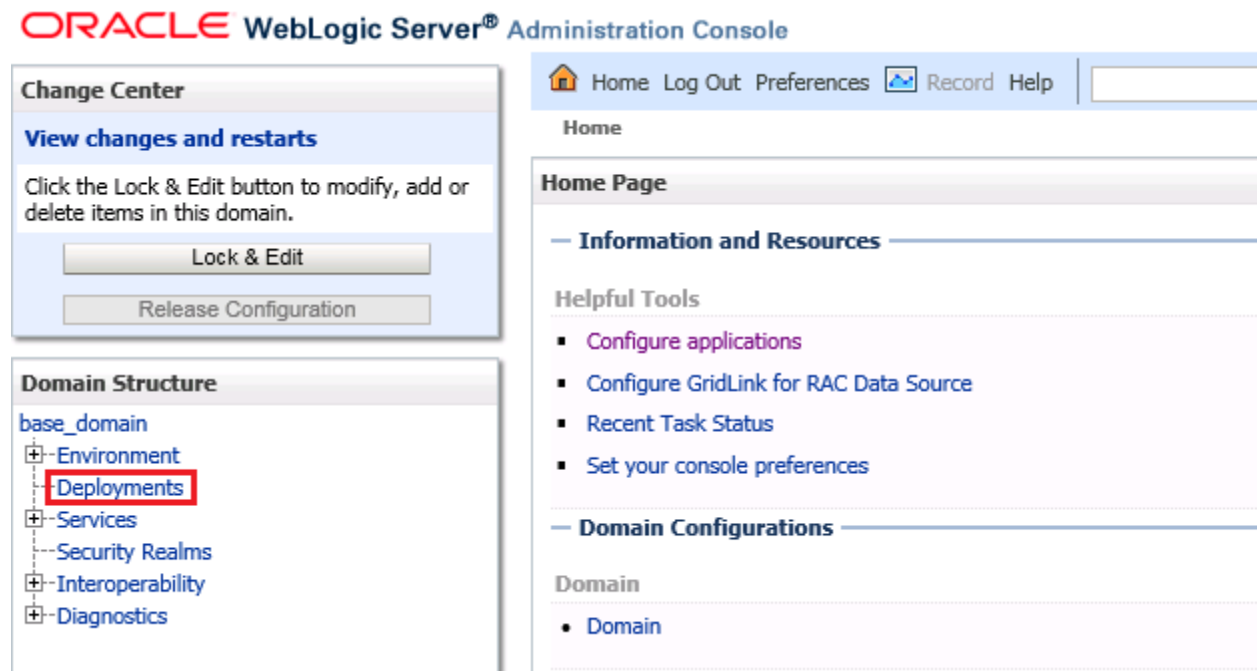 ORACLE WebLogic Server® Administration Console
Change Center
View changes and restarts
Click the Lock & Edit button to modify, add or
delete items in this domain.
Lock & Edit
Release Configuration
Domain Structure
base_domain
Environment
Deployments
Services
Security Realms
Interoperability
Diagnostics
Home Log Out Preferences Record Help
Home
Home Page
Information and Resources
Helpful Tools
Configure applications
Configure GridLink for RAC Data Source
Recent Task Status
Set your console preferences
Domain Configurations
Domain
Domain